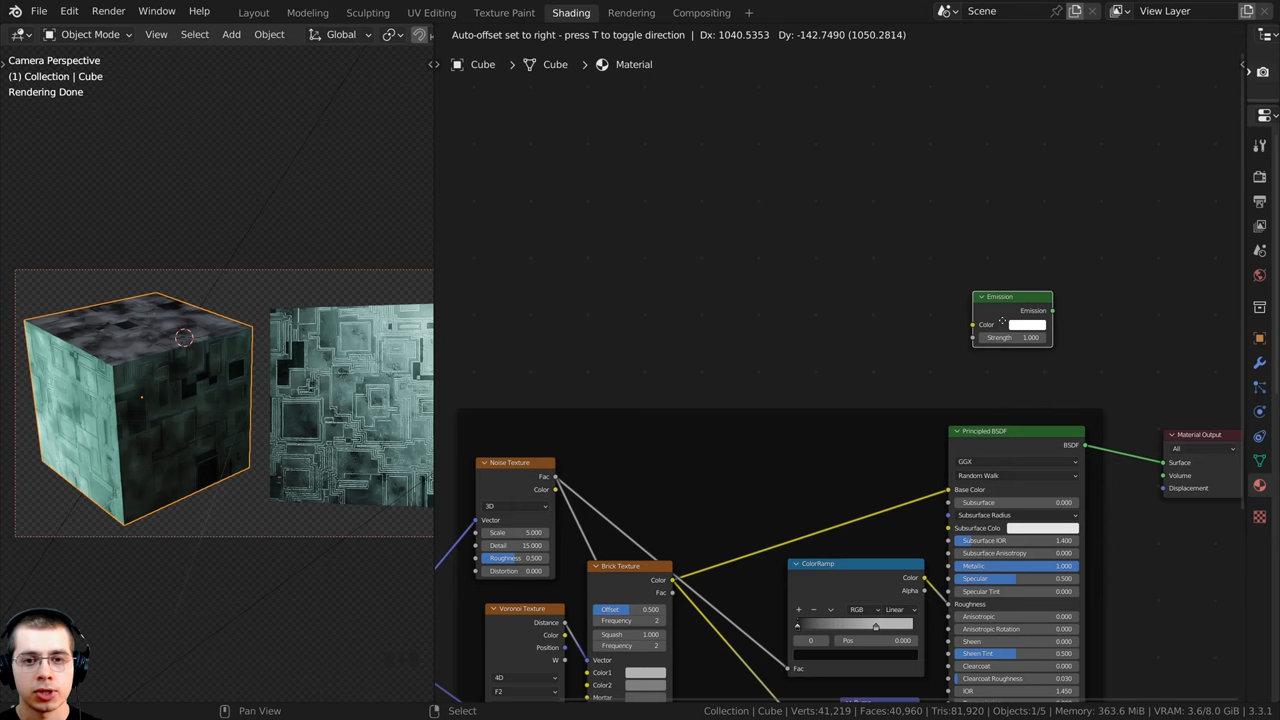 File Edit Render Window Help Layout Modeling Sculpting UV Editing Texture Paint Shading Rendering Compositing + Scene View Layer
Object Mode View Select Add Object Global Auto-offset set to right - press T to toggle direction | Dx: 1040.5353 Dy: -142.7490 (1050.2814)
Camera Perspective
(1) Collection | Cube
Rendering Done
Cube > Cube > Material
Emission
Emission
Color
Strength 1.000
Noise Texture
Fac
Color
3D
Vector
Scale 5.000
Detail 15.000
Roughness 0.500
Distortion 0.000
Voronoi Texture
Distance
Color
Position
W
4D
F2
Brick Texture
Color
Fac
Offset 0.500
Frequency 2
Squash 1.000
Frequency 2
Vector
Color1
Color2
Mortar
ColorRamp
Color
Alpha
+ − RGB Linear
0 Pos 0.000
Fac
Principled BSDF
BSDF
GGX
Random Walk
Base Color
Subsurface 0.000
Subsurface Radius
Subsurface Colo
Subsurface IOR 1.400
Subsurface Anisotropy 0.000
Metallic 1.000
Specular 0.500
Specular Tint 0.000
Roughness
Anisotropic 0.000
Anisotropic Rotation 0.000
Sheen 0.000
Sheen Tint 0.500
Clearcoat 0.000
Clearcoat Roughness 0.030
IOR 1.450
Material Output
All
Surface
Volume
Displacement
Pan View Select Collection | Cube | Verts:41,219 | Faces:40,960 | Tris:81,920 | Objects:1/5 | Memory: 363.6 MiB | VRAM: 3.6/8.0 GiB | 3.3.1